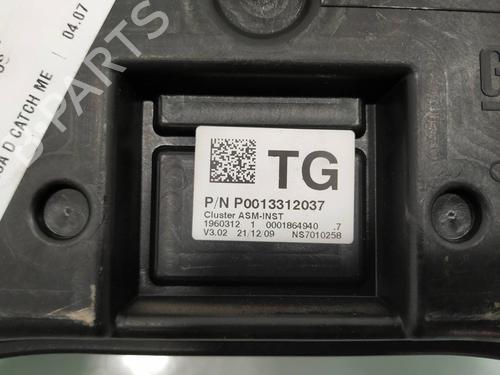 SA D CATCH ME | 04.07
B-PARTS
TG
P/N P0013312037
Cluster ASM-INST
1960312 1 0001864940 .7
V3.02 21/12/09 NS7010258